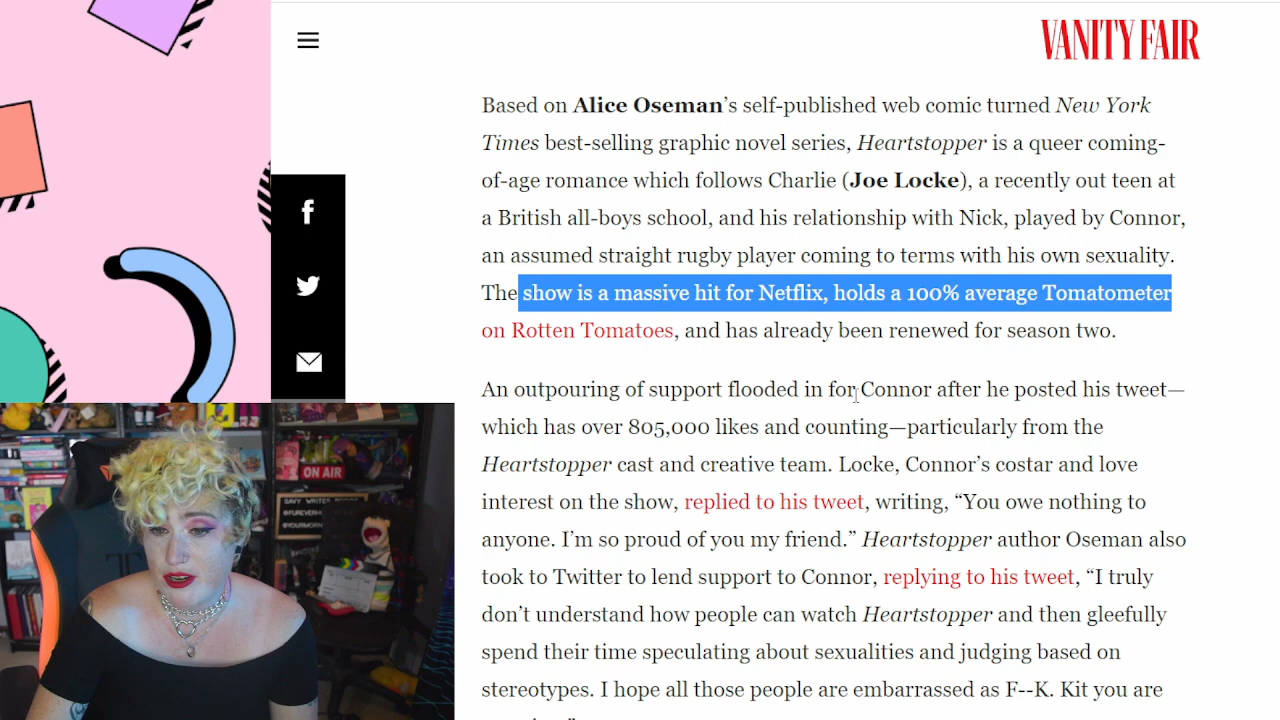 VANITY FAIR
Based on Alice Oseman’s self-published web comic turned New York
Times best-selling graphic novel series, Heartstopper is a queer coming-
of-age romance which follows Charlie (Joe Locke), a recently out teen at
a British all-boys school, and his relationship with Nick, played by Connor,
an assumed straight rugby player coming to terms with his own sexuality.
The show is a massive hit for Netflix, holds a 100% average Tomatometer
on Rotten Tomatoes, and has already been renewed for season two.
An outpouring of support flooded in for Connor after he posted his tweet—
which has over 805,000 likes and counting—particularly from the
Heartstopper cast and creative team. Locke, Connor’s costar and love
interest on the show, replied to his tweet, writing, “You owe nothing to
anyone. I’m so proud of you my friend.” Heartstopper author Oseman also
took to Twitter to lend support to Connor, replying to his tweet, “I truly
don’t understand how people can watch Heartstopper and then gleefully
spend their time speculating about sexualities and judging based on
stereotypes. I hope all those people are embarrassed as F--K. Kit you are
ON AIR
SAVY WRITES BOOKS